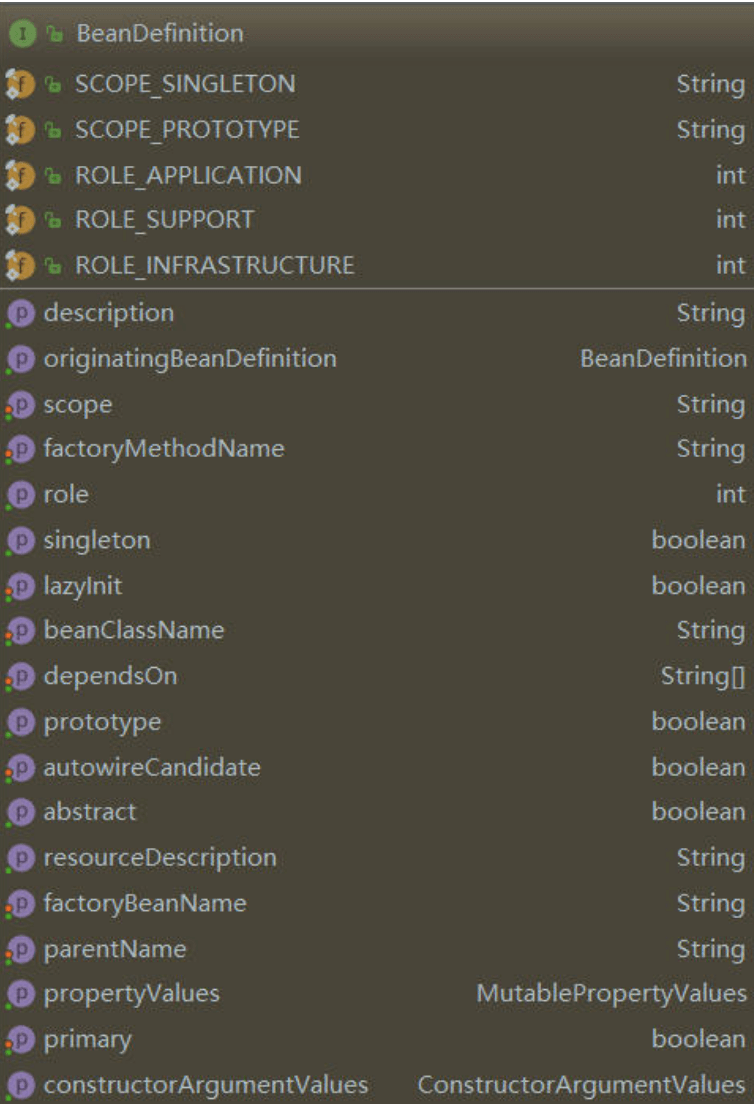 BeanDefinition
SCOPE_SINGLETON String
SCOPE_PROTOTYPE String
ROLE_APPLICATION int
ROLE_SUPPORT int
ROLE_INFRASTRUCTURE int
description String
originatingBeanDefinition BeanDefinition
scope String
factoryMethodName String
role int
singleton boolean
lazyInit boolean
beanClassName String
dependsOn String[]
prototype boolean
autowireCandidate boolean
abstract boolean
resourceDescription String
factoryBeanName String
parentName String
propertyValues MutablePropertyValues
primary boolean
constructorArgumentValues ConstructorArgumentValues